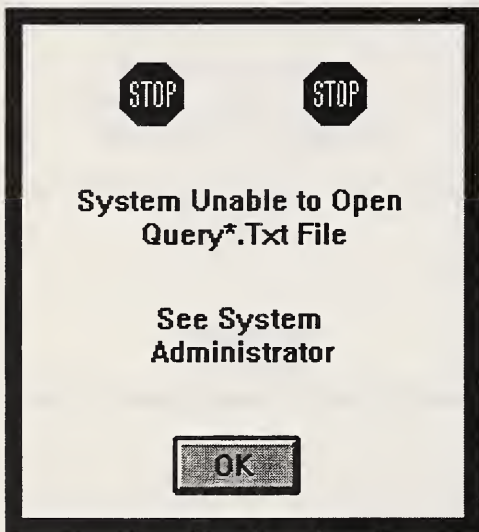 STOP STOP
System Unable to Open
Query*.Txt File
See System
Administrator
OK